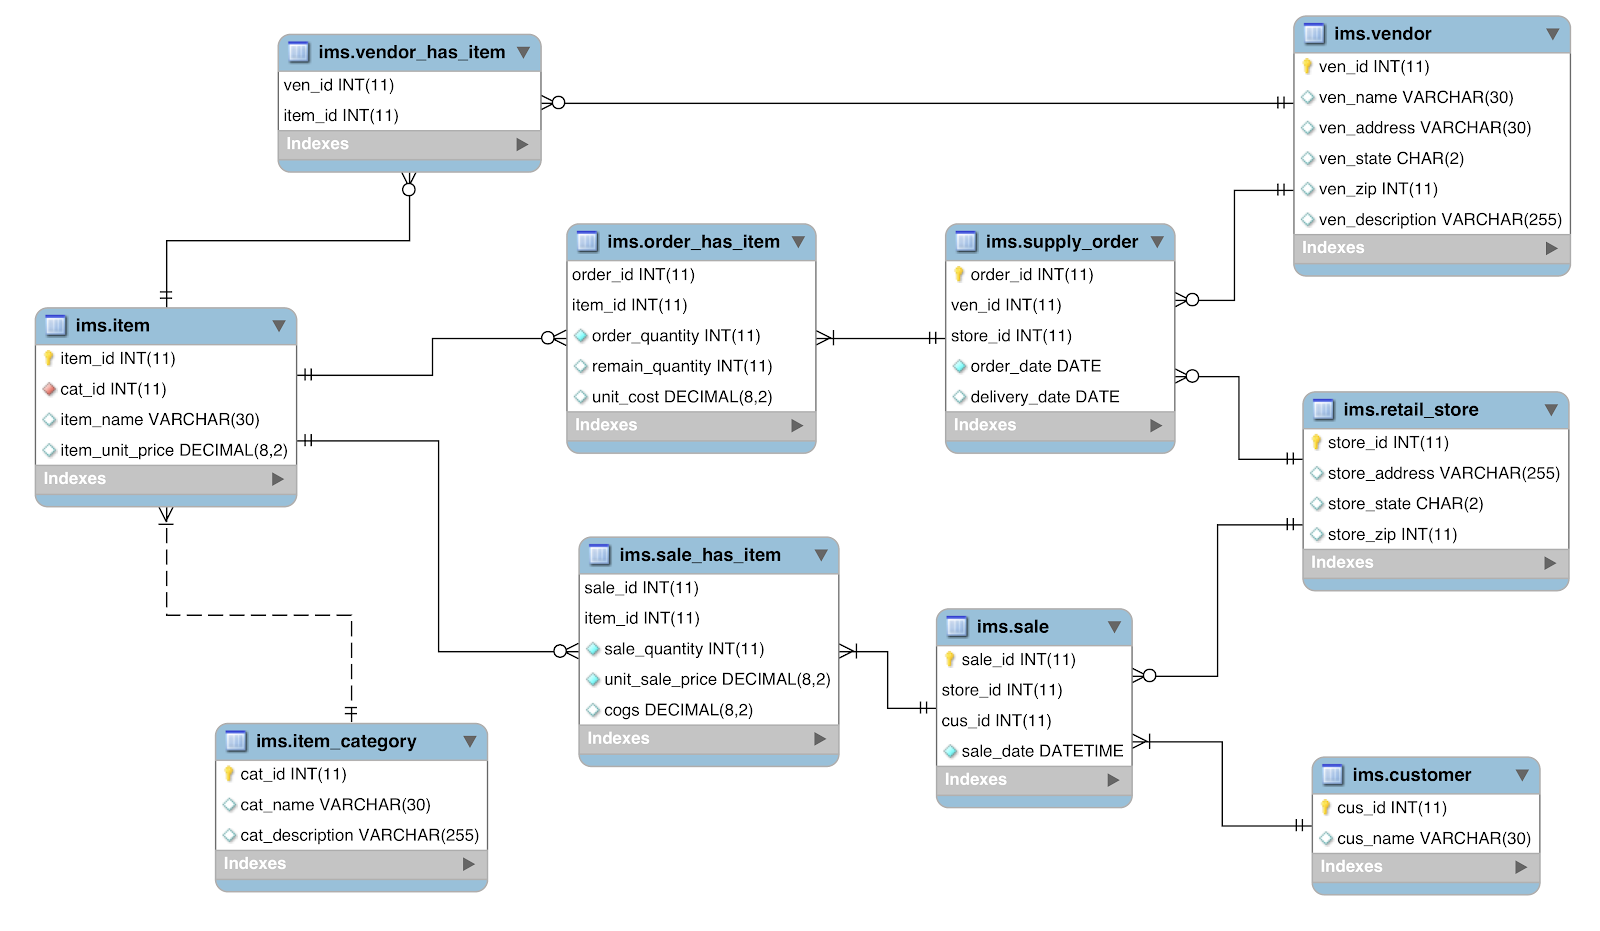 ims.vendor_has_item
ven_id INT(11)
item_id INT(11)
Indexes
ims.vendor
ven_id INT(11)
ven_name VARCHAR(30)
ven_address VARCHAR(30)
ven_state CHAR(2)
ven_zip INT(11)
ven_description VARCHAR(255)
Indexes
ims.order_has_item
order_id INT(11)
item_id INT(11)
order_quantity INT(11)
remain_quantity INT(11)
unit_cost DECIMAL(8,2)
Indexes
ims.supply_order
order_id INT(11)
ven_id INT(11)
store_id INT(11)
order_date DATE
delivery_date DATE
Indexes
ims.item
item_id INT(11)
cat_id INT(11)
item_name VARCHAR(30)
item_unit_price DECIMAL(8,2)
Indexes
ims.retail_store
store_id INT(11)
store_address VARCHAR(255)
store_state CHAR(2)
store_zip INT(11)
Indexes
ims.sale_has_item
sale_id INT(11)
item_id INT(11)
sale_quantity INT(11)
unit_sale_price DECIMAL(8,2)
cogs DECIMAL(8,2)
Indexes
ims.sale
sale_id INT(11)
store_id INT(11)
cus_id INT(11)
sale_date DATETIME
Indexes
ims.item_category
cat_id INT(11)
cat_name VARCHAR(30)
cat_description VARCHAR(255)
Indexes
ims.customer
cus_id INT(11)
cus_name VARCHAR(30)
Indexes